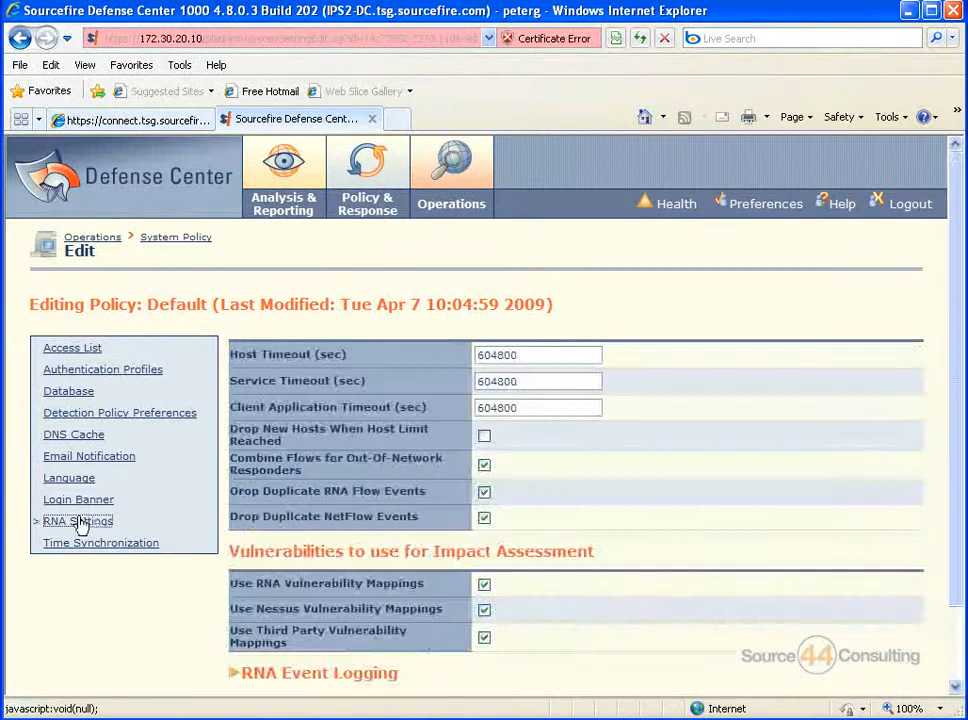 Sourcefire Defense Center 1000 4.8.0.3 Build 202 (IPS2-DC.tsg.sourcefire.com) - peterg - Windows Internet Explorer
172.30.20.10
Certificate Error
Live Search
File Edit View Favorites Tools Help
Favorites Suggested Sites Free Hotmail Web Slice Gallery
https://connect.tsg.sourcefir... Sourcefire Defense Cent... Page Safety Tools
Defense Center
Analysis & Reporting
Policy & Response
Operations
Health Preferences Help Logout
Operations > System Policy
Edit
Editing Policy: Default (Last Modified: Tue Apr 7 10:04:59 2009)
Access List
Authentication Profiles
Database
Detection Policy Preferences
DNS Cache
Email Notification
Language
Login Banner
> RNA Settings
Time Synchronization
Host Timeout (sec) 604800
Service Timeout (sec) 604800
Client Application Timeout (sec) 604800
Drop New Hosts When Host Limit
Reached
Combine Flows for Out-Of-Network
Responders
Drop Duplicate RNA Flow Events
Drop Duplicate NetFlow Events
Vulnerabilities to use for Impact Assessment
Use RNA Vulnerability Mappings
Use Nessus Vulnerability Mappings
Use Third Party Vulnerability
Mappings
RNA Event Logging
Source 44 Consulting
javascript:void(null);
Internet
100%